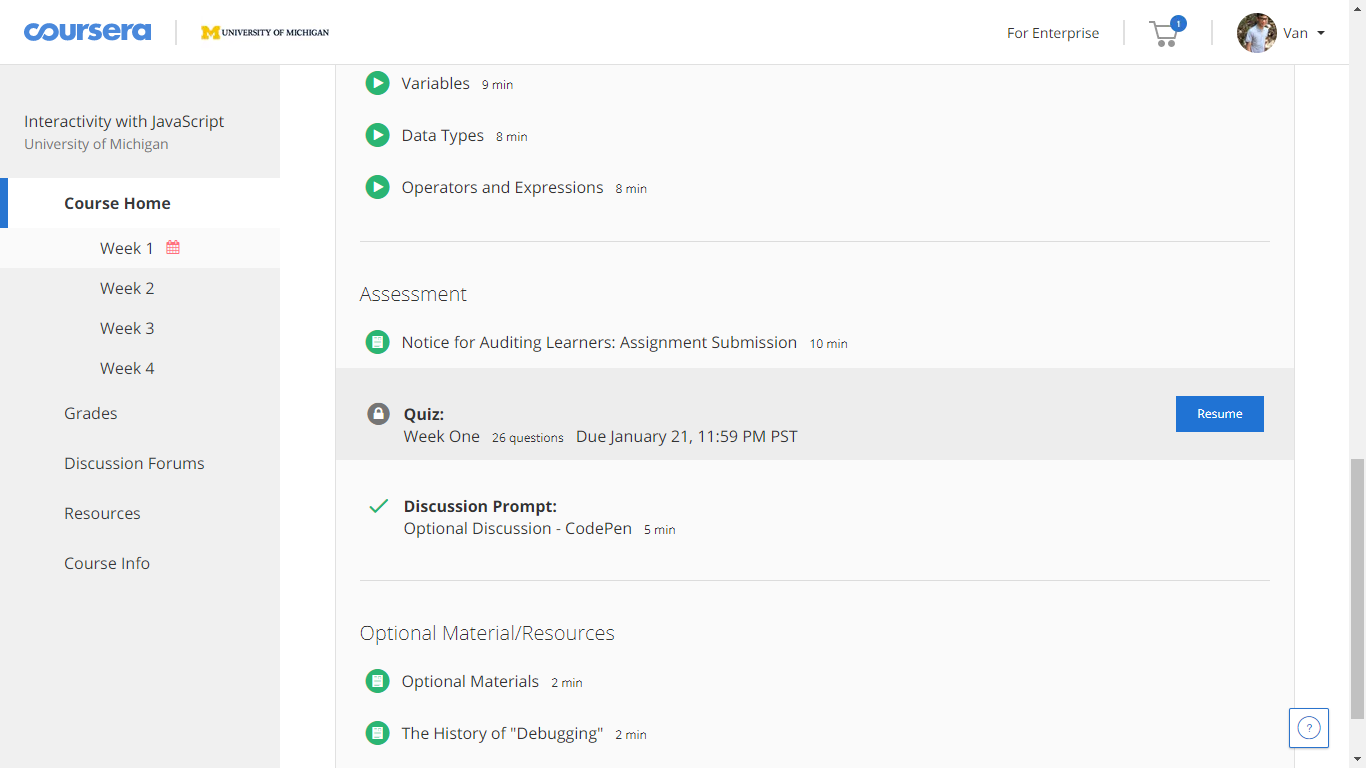 coursera
M UNIVERSITY OF MICHIGAN
For Enterprise
1
Van
Interactivity with JavaScript
University of Michigan
Course Home
Week 1
Week 2
Week 3
Week 4
Grades
Discussion Forums
Resources
Course Info
Variables 9 min
Data Types 8 min
Operators and Expressions 8 min
Assessment
Notice for Auditing Learners: Assignment Submission 10 min
Quiz:
Week One 26 questions Due January 21, 11:59 PM PST
Resume
Discussion Prompt:
Optional Discussion - CodePen 5 min
Optional Material/Resources
Optional Materials 2 min
The History of "Debugging" 2 min
?